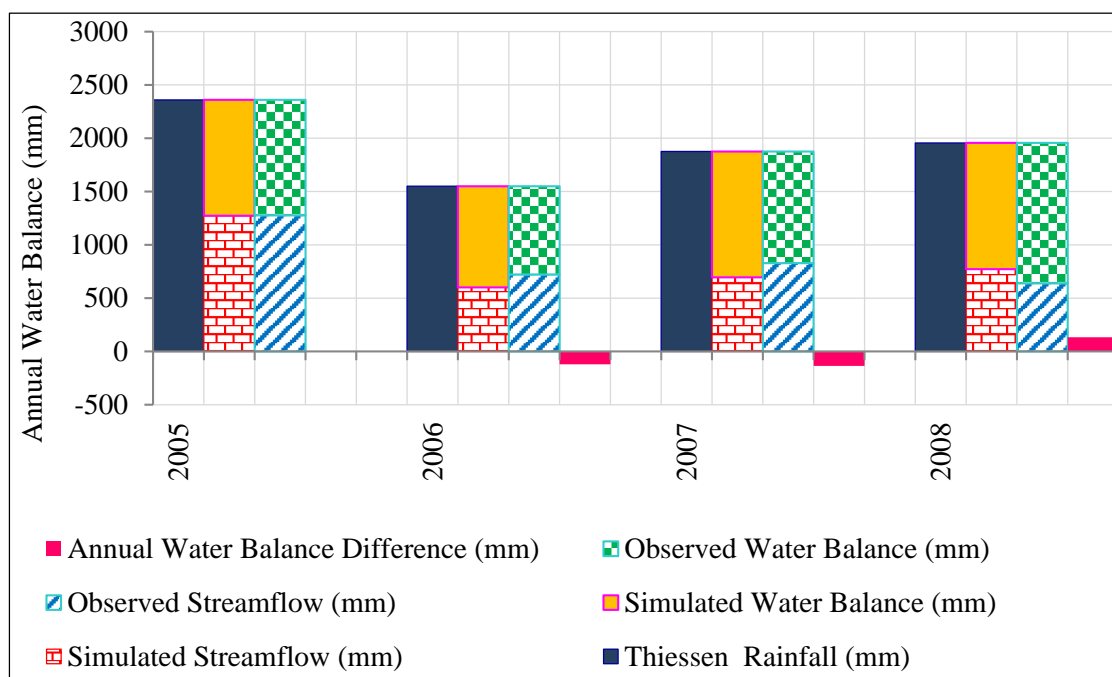 3000
2500
2000
1500
1000
500
0
-500
Annual Water Balance (mm)
2005
2006
2007
2008
Annual Water Balance Difference (mm)
Observed Water Balance (mm)
Observed Streamflow (mm)
Simulated Water Balance (mm)
Simulated Streamflow (mm)
Thiessen Rainfall (mm)